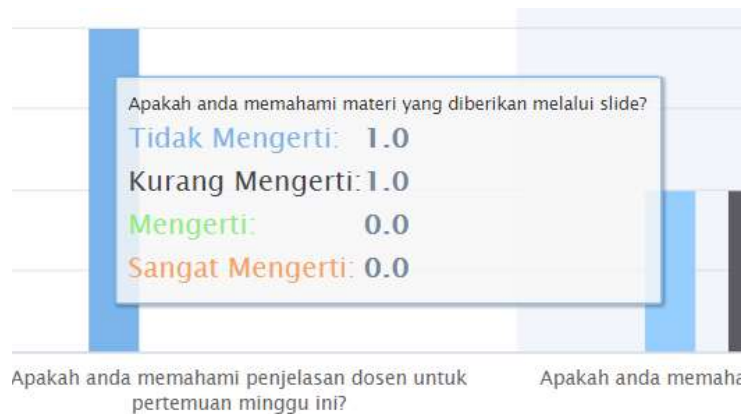 Apakah anda memahami materi yang diberikan melalui slide?
Tidak Mengerti: 1.0
Kurang Mengerti: 1.0
Mengerti: 0.0
Sangat Mengerti: 0.0
Apakah anda memahami penjelasan dosen untuk
pertemuan minggu ini?
Apakah anda